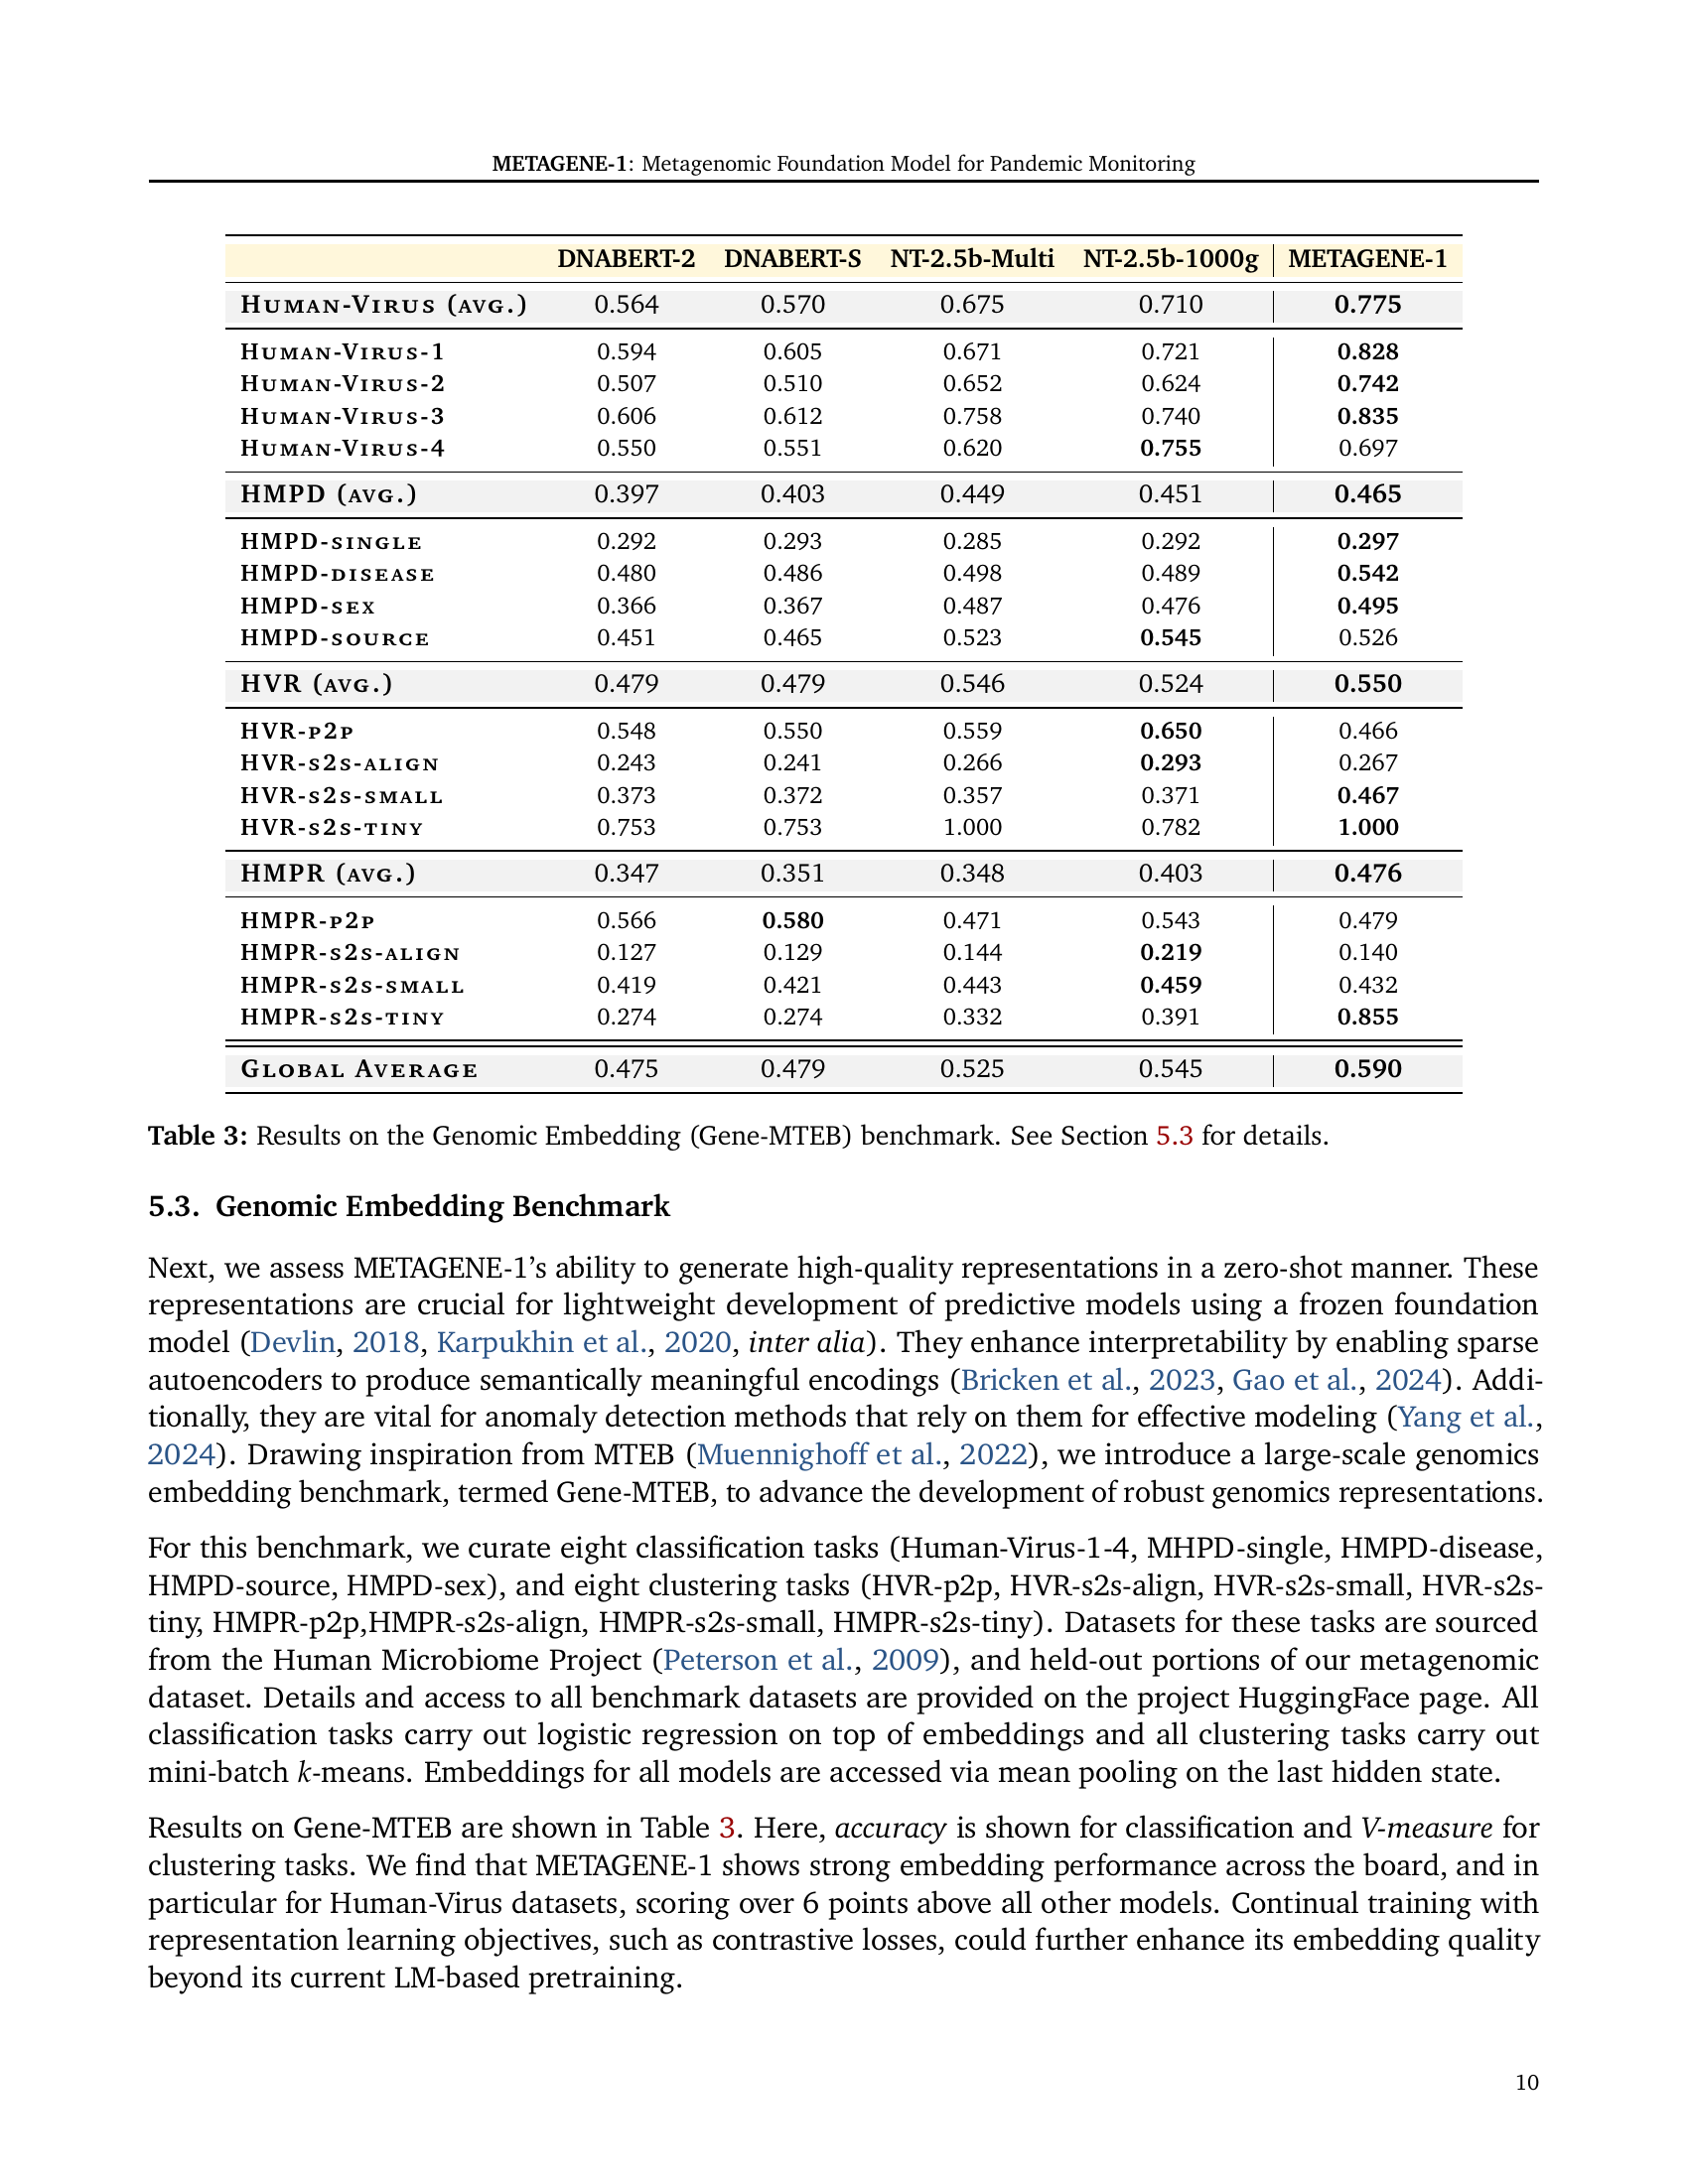 METAGENE-1: Metagenomic Foundation Model for Pandemic Monitoring
DNABERT-2 DNABERT-S NT-2.5b-Multi NT-2.5b-1000g METAGENE-1
Human-Virus (avg.) 0.564 0.570 0.675 0.710 0.775
Human-Virus-1 0.594 0.605 0.671 0.721 0.828
Human-Virus-2 0.507 0.510 0.652 0.624 0.742
Human-Virus-3 0.606 0.612 0.758 0.740 0.835
Human-Virus-4 0.550 0.551 0.620 0.755 0.697
HMPD (avg.) 0.397 0.403 0.449 0.451 0.465
HMPD-single 0.292 0.293 0.285 0.292 0.297
HMPD-disease 0.480 0.486 0.498 0.489 0.542
HMPD-sex 0.366 0.367 0.487 0.476 0.495
HMPD-source 0.451 0.465 0.523 0.545 0.526
HVR (avg.) 0.479 0.479 0.546 0.524 0.550
HVR-p2p 0.548 0.550 0.559 0.650 0.466
HVR-s2s-align 0.243 0.241 0.266 0.293 0.267
HVR-s2s-small 0.373 0.372 0.357 0.371 0.467
HVR-s2s-tiny 0.753 0.753 1.000 0.782 1.000
HMPR (avg.) 0.347 0.351 0.348 0.403 0.476
HMPR-p2p 0.566 0.580 0.471 0.543 0.479
HMPR-s2s-align 0.127 0.129 0.144 0.219 0.140
HMPR-s2s-small 0.419 0.421 0.443 0.459 0.432
HMPR-s2s-tiny 0.274 0.274 0.332 0.391 0.855
Global Average 0.475 0.479 0.525 0.545 0.590
Table 3: Results on the Genomic Embedding (Gene-MTEB) benchmark. See Section 5.3 for details.
5.3. Genomic Embedding Benchmark
Next, we assess METAGENE-1's ability to generate high-quality representations in a zero-shot manner. These
representations are crucial for lightweight development of predictive models using a frozen foundation
model (Devlin, 2018, Karpukhin et al., 2020, inter alia). They enhance interpretability by enabling sparse
autoencoders to produce semantically meaningful encodings (Bricken et al., 2023, Gao et al., 2024). Addi-
tionally, they are vital for anomaly detection methods that rely on them for effective modeling (Yang et al.,
2024). Drawing inspiration from MTEB (Muennighoff et al., 2022), we introduce a large-scale genomics
embedding benchmark, termed Gene-MTEB, to advance the development of robust genomics representations.
For this benchmark, we curate eight classification tasks (Human-Virus-1-4, MHPD-single, HMPD-disease,
HMPD-source, HMPD-sex), and eight clustering tasks (HVR-p2p, HVR-s2s-align, HVR-s2s-small, HVR-s2s-
tiny, HMPR-p2p,HMPR-s2s-align, HMPR-s2s-small, HMPR-s2s-tiny). Datasets for these tasks are sourced
from the Human Microbiome Project (Peterson et al., 2009), and held-out portions of our metagenomic
dataset. Details and access to all benchmark datasets are provided on the project HuggingFace page. All
classification tasks carry out logistic regression on top of embeddings and all clustering tasks carry out
mini-batch k-means. Embeddings for all models are accessed via mean pooling on the last hidden state.
Results on Gene-MTEB are shown in Table 3. Here, accuracy is shown for classification and V-measure for
clustering tasks. We find that METAGENE-1 shows strong embedding performance across the board, and in
particular for Human-Virus datasets, scoring over 6 points above all other models. Continual training with
representation learning objectives, such as contrastive losses, could further enhance its embedding quality
beyond its current LM-based pretraining.
10